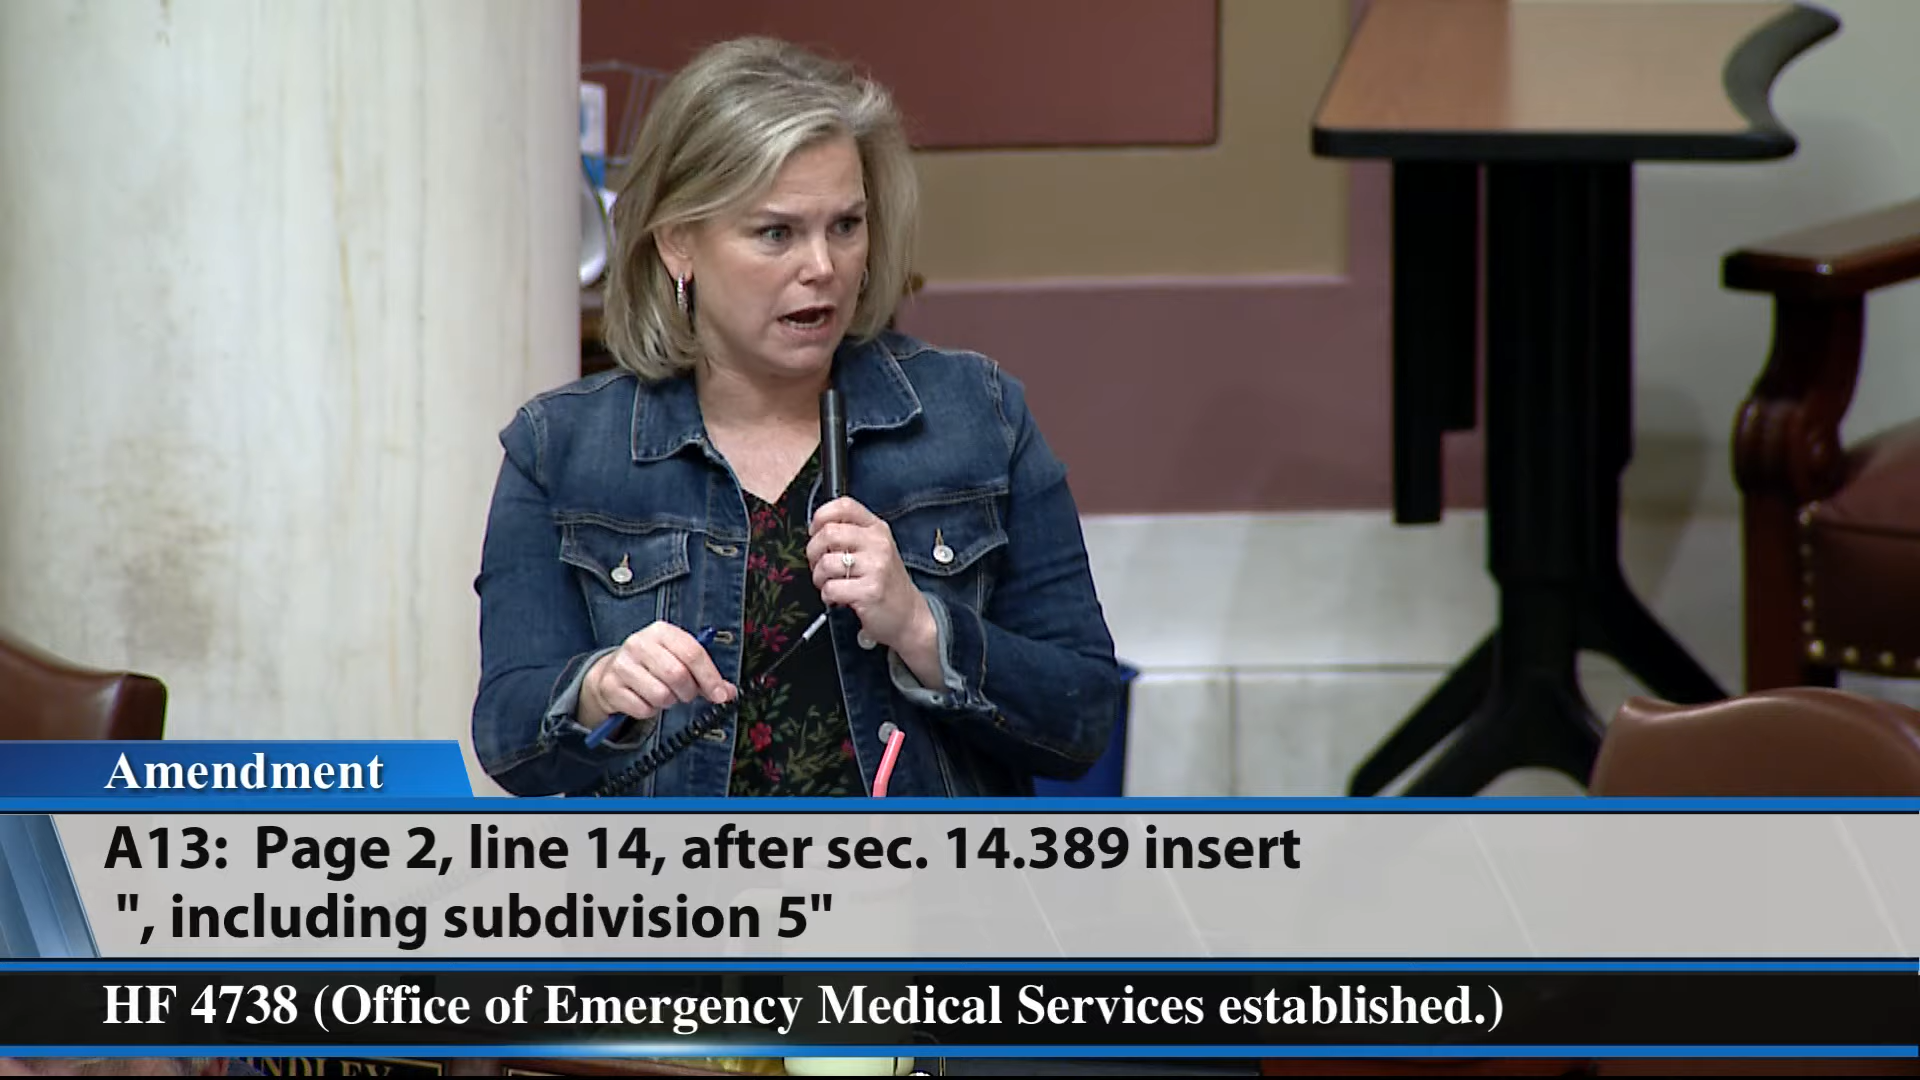 Amendment
A13:  Page 2, line 14, after sec. 14.389 insert
", including subdivision 5"
HF 4738 (Office of Emergency Medical Services established.)